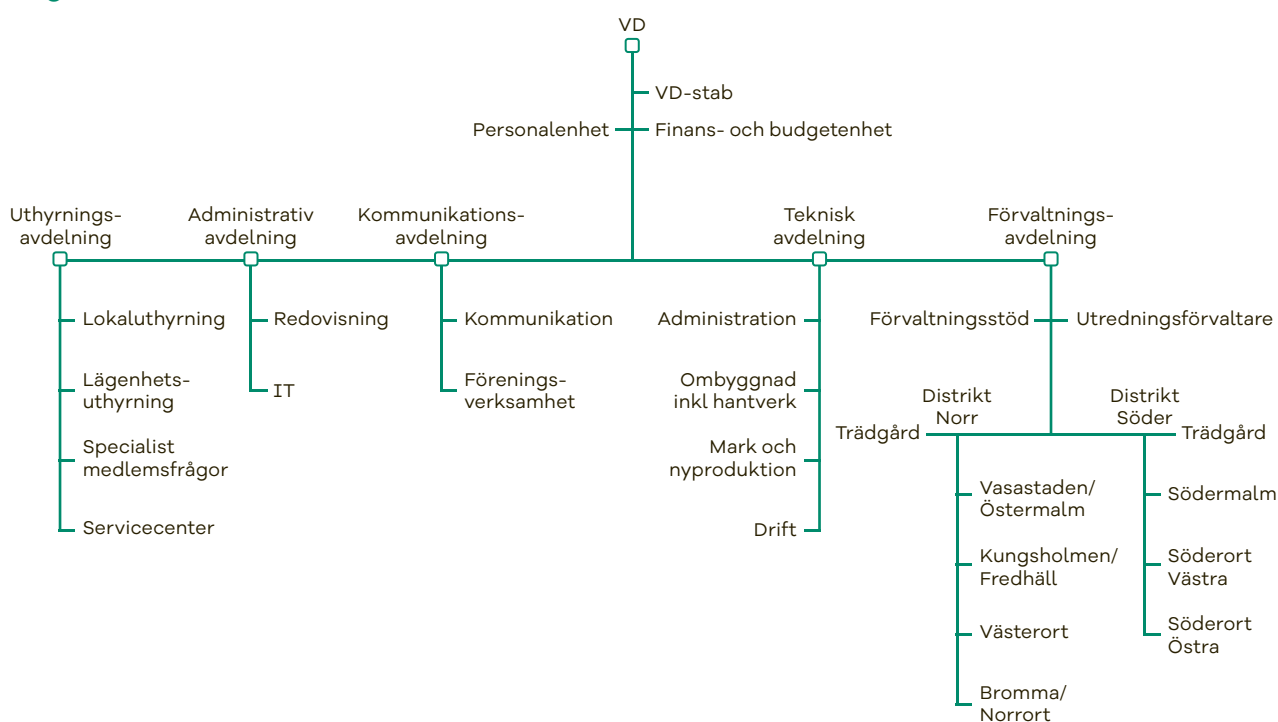 VD
VD-stab
Personalenhet
Finans- och budgetenhet
Uthyrnings-
avdelning
Administrativ
avdelning
Kommunikations-
avdelning
Teknisk
avdelning
Förvaltnings-
avdelning
Lokaluthyrning
Lägenhets-
uthyrning
Specialist
medlemsfrågor
Servicecenter
Redovisning
IT
Kommunikation
Förenings-
verksamhet
Administration
Ombyggnad
inkl hantverk
Mark och
nyproduktion
Drift
Förvaltningsstöd
Utredningsförvaltare
Distrikt
Norr
Trädgård
Vasastaden/
Östermalm
Kungsholmen/
Fredhäll
Västerort
Bromma/
Norrort
Distrikt
Söder
Trädgård
Södermalm
Söderort
Västra
Söderort
Östra